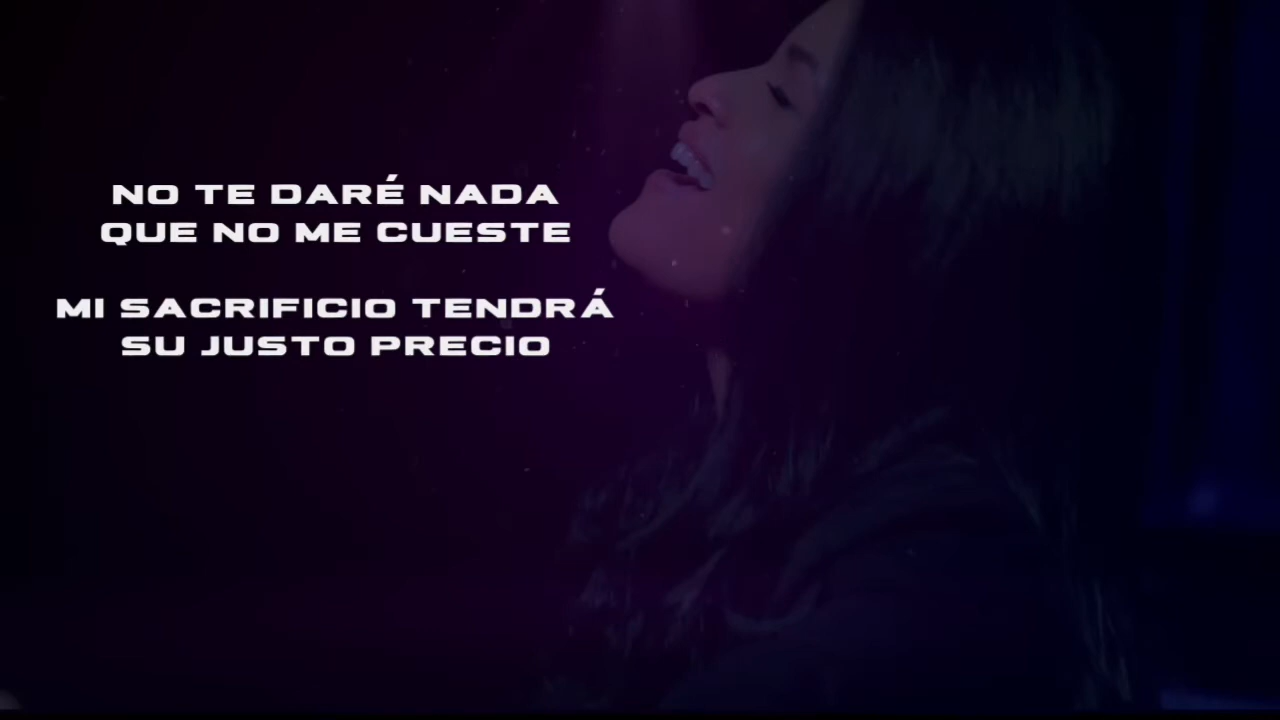 NO TE DARÉ NADA
QUE NO ME CUESTE
MI SACRIFICIO TENDRÁ
SU JUSTO PRECIO